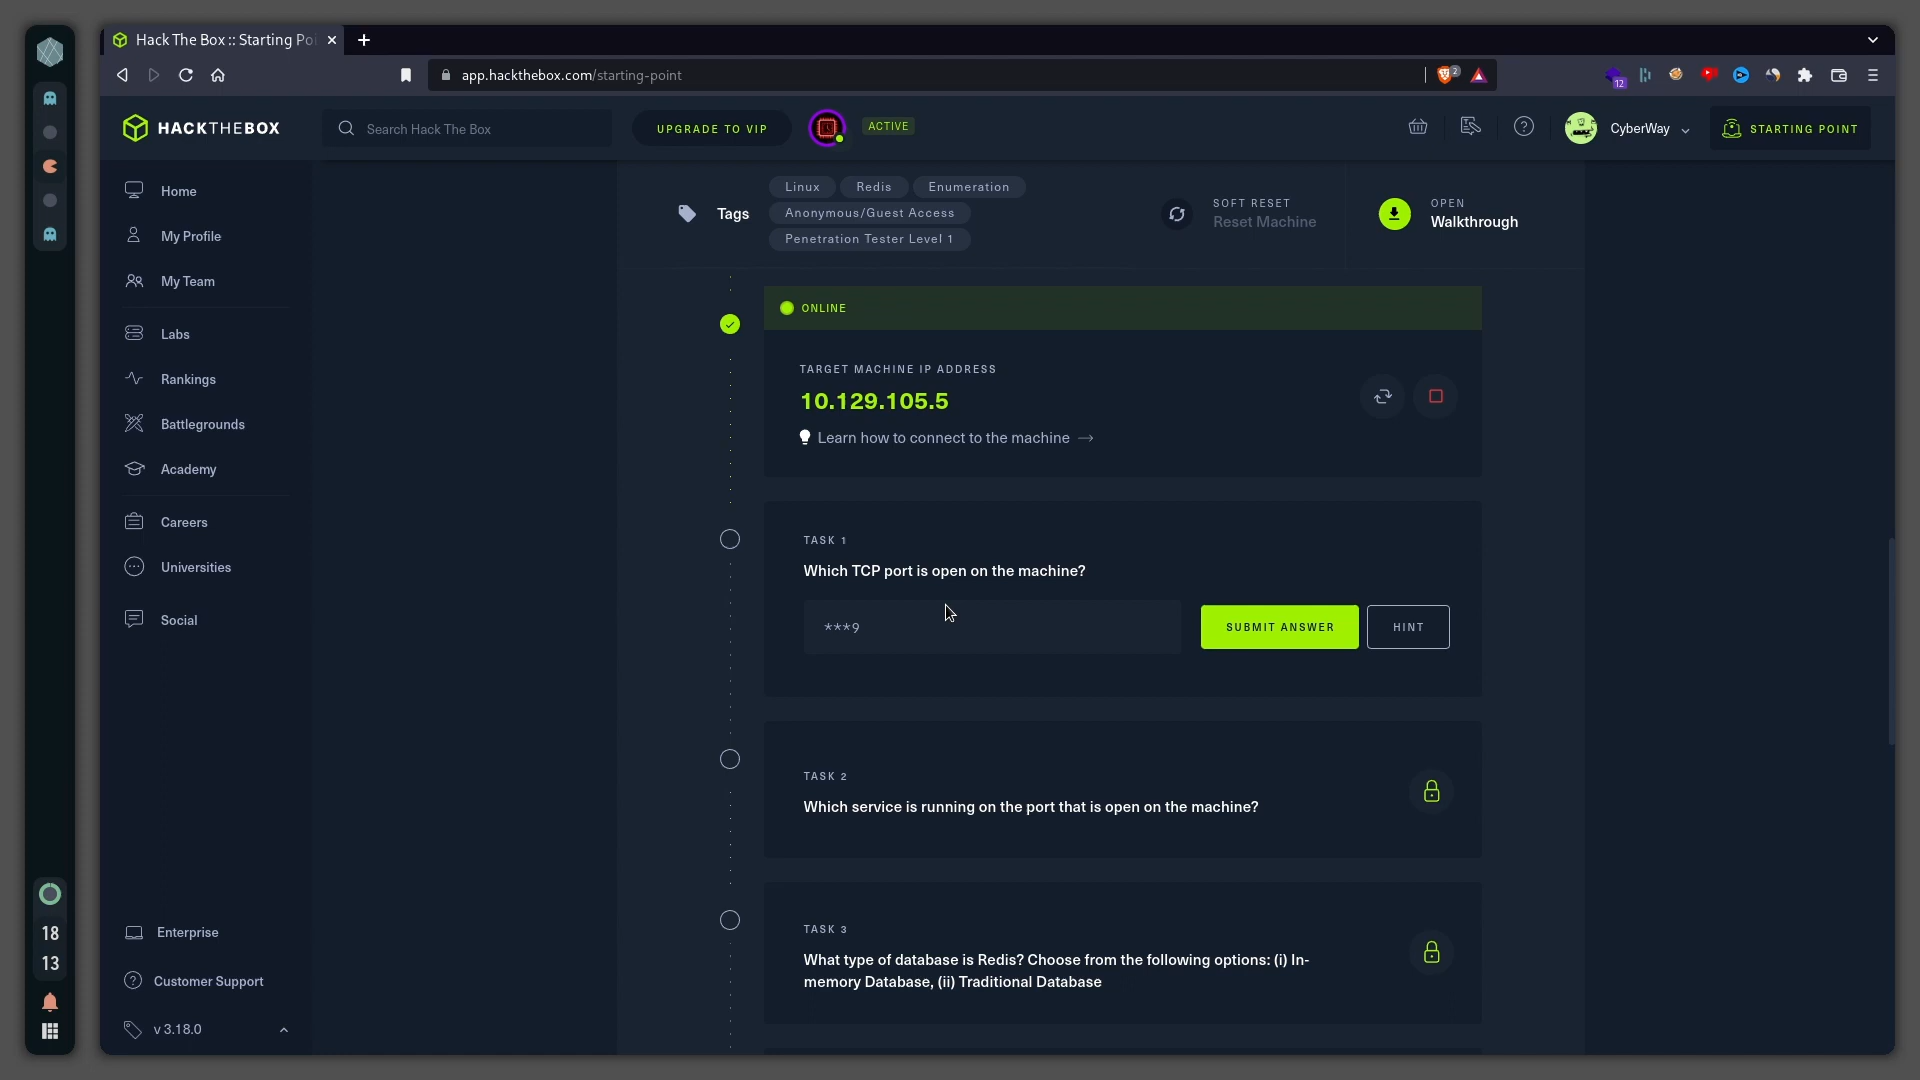 Hack The Box :: Starting Poi
app.hackthebox.com/starting-point
2
12
HACKTHEBOX
Search Hack The Box
UPGRADE TO VIP
ACTIVE
CyberWay
STARTING POINT
Home
My Profile
My Team
Labs
Rankings
Battlegrounds
Academy
Careers
Universities
Social
Enterprise
Customer Support
v 3.18.0
18
13
Tags
Linux
Redis
Enumeration
Anonymous/Guest Access
Penetration Tester Level 1
SOFT RESET
Reset Machine
OPEN
Walkthrough
ONLINE
TARGET MACHINE IP ADDRESS
10.129.105.5
Learn how to connect to the machine
TASK 1
Which TCP port is open on the machine?
***9
SUBMIT ANSWER
HINT
TASK 2
Which service is running on the port that is open on the machine?
TASK 3
What type of database is Redis? Choose from the following options: (i) In-
memory Database, (ii) Traditional Database